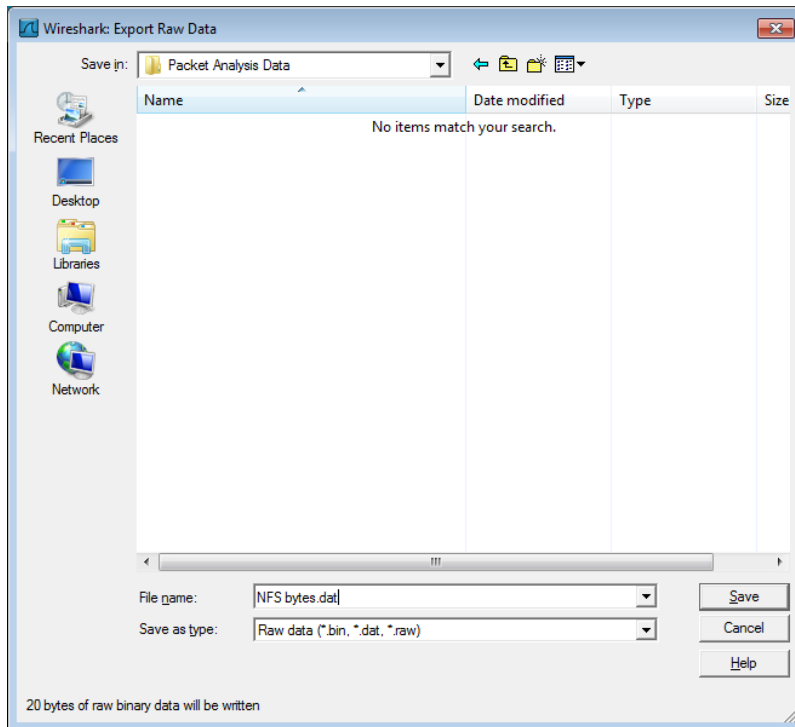 Wireshark: Export Raw Data
Save in: Packet Analysis Data
Name Date modified Type Size
No items match your search.
Recent Places
Desktop
Libraries
Computer
Network
File name: NFS bytes.dat Save
Save as type: Raw data (*.bin, *.dat, *.raw) Cancel
Help
20 bytes of raw binary data will be written